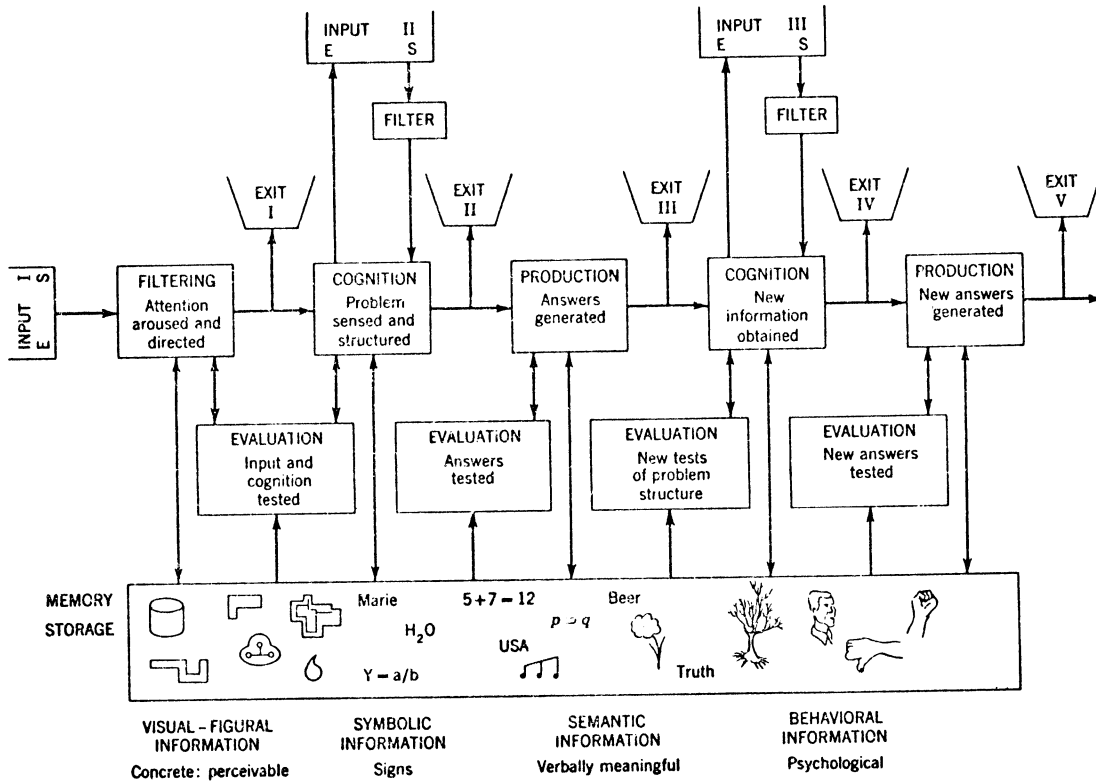 INPUT II
E S
INPUT III
E S
FILTER
FILTER
EXIT
I
EXIT
II
EXIT
III
EXIT
IV
EXIT
V
INPUT I
E S
FILTERING
Attention
aroused and
directed
COGNITION
Problem
sensed and
structured
PRODUCTION
Answers
generated
COGNITION
New
information
obtained
PRODUCTION
New answers
generated
EVALUATION
Input and
cognition
tested
EVALUATION
Answers
tested
EVALUATION
New tests
of problem
structure
EVALUATION
New answers
tested
MEMORY
STORAGE
Marie
5+7=12
Beer
H₂O
USA
Y=a/b
Truth
VISUAL-FIGURAL
INFORMATION
Concrete: perceivable
SYMBOLIC
INFORMATION
Signs
SEMANTIC
INFORMATION
Verbally meaningful
BEHAVIORAL
INFORMATION
Psychological